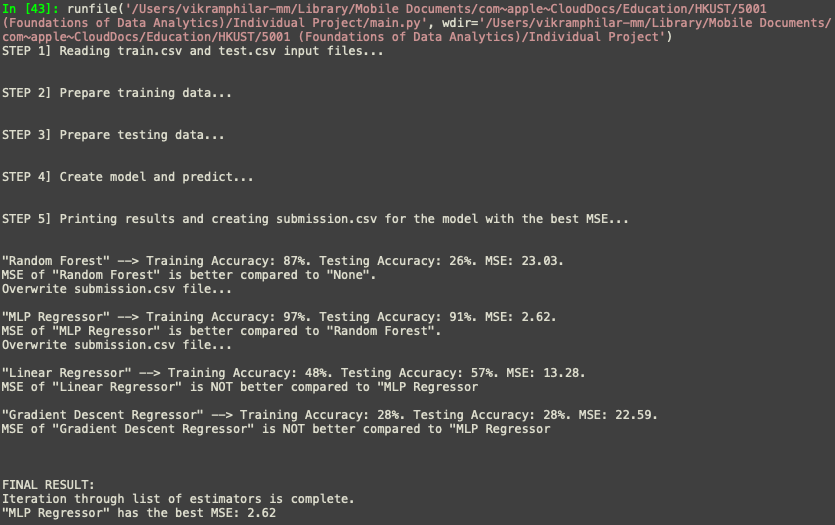 In [43]: runfile('/Users/vikramphilar-mm/Library/Mobile Documents/com~apple~CloudDocs/Education/HKUST/5001
(Foundations of Data Analytics)/Individual Project/main.py', wdir='/Users/vikramphilar-mm/Library/Mobile Documents/
com~apple~CloudDocs/Education/HKUST/5001 (Foundations of Data Analytics)/Individual Project')
STEP 1] Reading train.csv and test.csv input files...
STEP 2] Prepare training data...
STEP 3] Prepare testing data...
STEP 4] Create model and predict...
STEP 5] Printing results and creating submission.csv for the model with the best MSE...
"Random Forest" --> Training Accuracy: 87%. Testing Accuracy: 26%. MSE: 23.03.
MSE of "Random Forest" is better compared to "None".
Overwrite submission.csv file...
"MLP Regressor" --> Training Accuracy: 97%. Testing Accuracy: 91%. MSE: 2.62.
MSE of "MLP Regressor" is better compared to "Random Forest".
Overwrite submission.csv file...
"Linear Regressor" --> Training Accuracy: 48%. Testing Accuracy: 57%. MSE: 13.28.
MSE of "Linear Regressor" is NOT better compared to "MLP Regressor
"Gradient Descent Regressor" --> Training Accuracy: 28%. Testing Accuracy: 28%. MSE: 22.59.
MSE of "Gradient Descent Regressor" is NOT better compared to "MLP Regressor
FINAL RESULT:
Iteration through list of estimators is complete.
"MLP Regressor" has the best MSE: 2.62